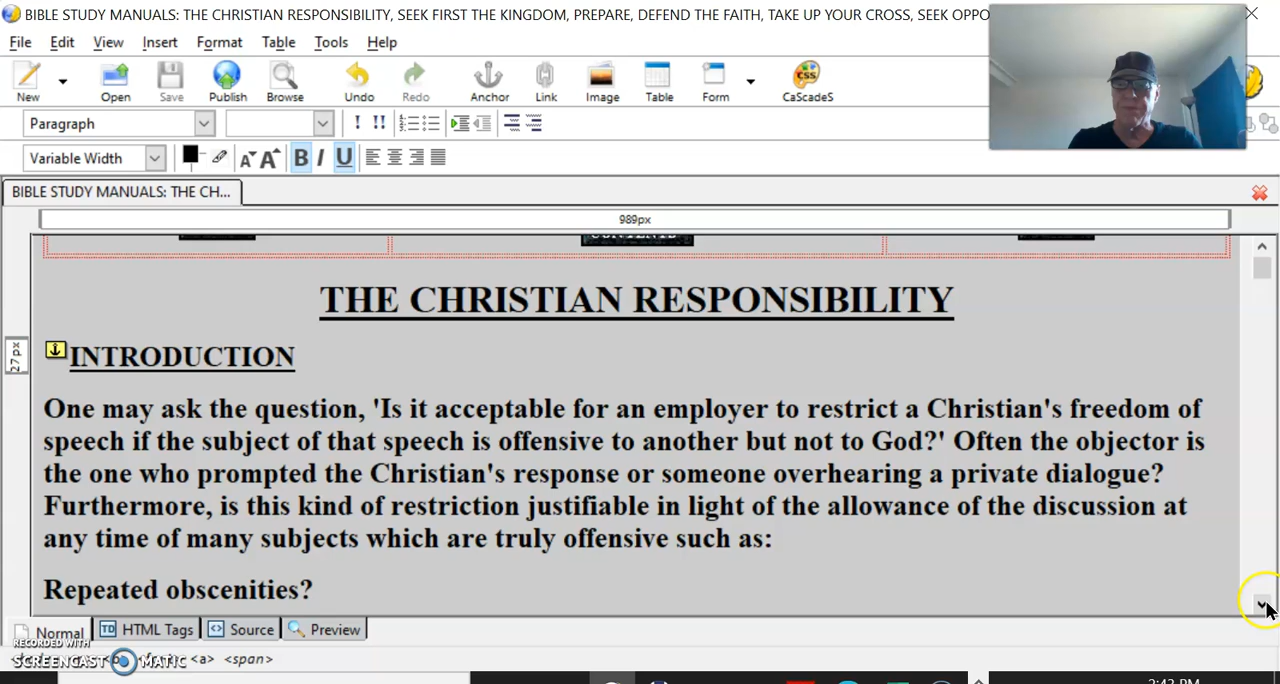 BIBLE STUDY MANUALS: THE CHRISTIAN RESPONSIBILITY, SEEK FIRST THE KINGDOM, PREPARE, DEFEND THE FAITH, TAKE UP YOUR CROSS, SEEK OPPO
File Edit View Insert Format Table Tools Help
New Open Save Publish Browse Undo Redo Anchor Link Image Table Form CaScadeS
CSS
Paragraph
Variable Width
BIBLE STUDY MANUALS: THE CH...
989px
THE CHRISTIAN RESPONSIBILITY
INTRODUCTION
27 px
One may ask the question, 'Is it acceptable for an employer to restrict a Christian's freedom of
speech if the subject of that speech is offensive to another but not to God?' Often the objector is
the one who prompted the Christian's response or someone overhearing a private dialogue?
Furthermore, is this kind of restriction justifiable in light of the allowance of the discussion at
any time of many subjects which are truly offensive such as:
Repeated obscenities?
Normal HTML Tags Source Preview
RECORDED WITH
SCREENCAST MATIC
<a> <span>
2:43 PM